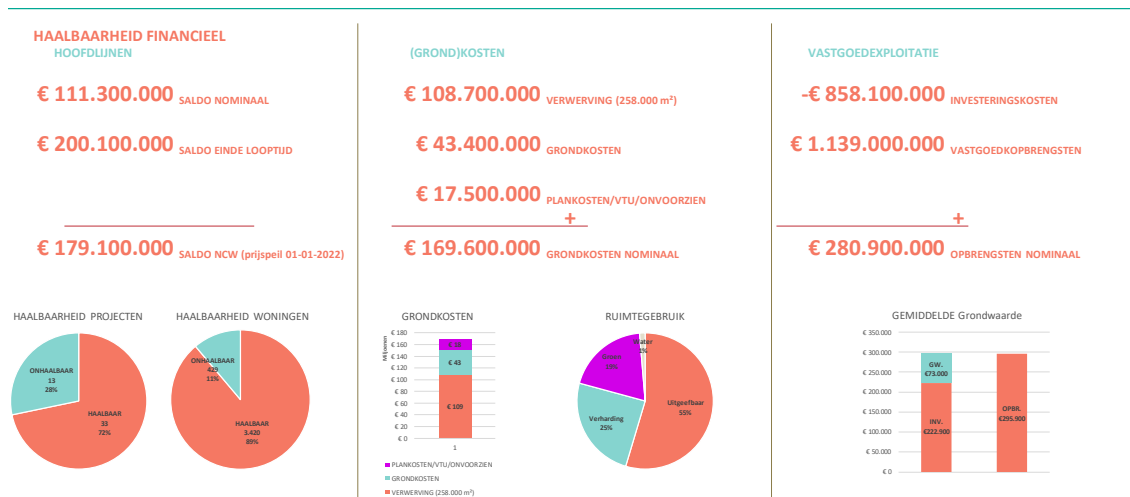 HAALBAARHEID FINANCIEEL
HOOFDLIJNEN
€ 111.300.000 SALDO NOMINAAL
€ 200.100.000 SALDO EINDE LOOPTIJD
€ 179.100.000 SALDO NCW (prijspeil 01-01-2022)
(GROND)KOSTEN
€ 108.700.000 VERWERVING (258.000 m²)
€ 43.400.000 GRONDKOSTEN
€ 17.500.000 PLANKOSTEN/VTU/ONVOORZIEN
+
€ 169.600.000 GRONDKOSTEN NOMINAAL
VASTGOEDEXPLOITATIE
-€ 858.100.000 INVESTERINGSKOSTEN
€ 1.139.000.000 VASTGOEDKOPBRENGSTEN
+
€ 280.900.000 OPBRENGSTEN NOMINAAL
HAALBAARHEID PROJECTEN
ONHAALBAAR
13
28%
HAALBAAR
33
72%
HAALBAARHEID WONINGEN
ONHAALBAAR
429
11%
HAALBAAR
3.420
89%
GRONDKOSTEN
Miljoenen
€ 180
€ 160
€ 140
€ 120
€ 100
€ 80
€ 60
€ 40
€ 20
€ 0
€ 18
€ 43
€ 109
1
PLANKOSTEN/VTU/ONVOORZIEN
GRONDKOSTEN
VERWERVING (258.000 m²)
RUIMTEGEBRUIK
Water
1%
Groen
19%
Verharding
25%
Uitgeefbaar
55%
GEMIDDELDE Grondwaarde
€ 350.000
€ 300.000
€ 250.000
€ 200.000
€ 150.000
€ 100.000
€ 50.000
€ 0
GW.
€73.000
INV.
€222.900
OPBR.
€295.900